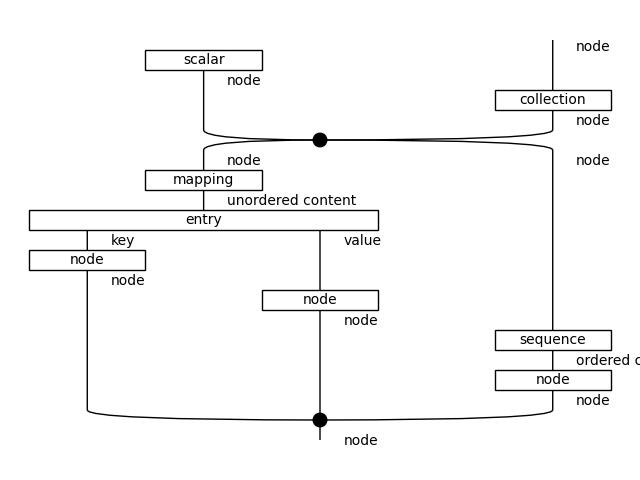 node
scalar
node
collection
node
node
node
mapping
unordered content
entry
key
value
node
node
node
node
sequence
ordered c
node
node
node